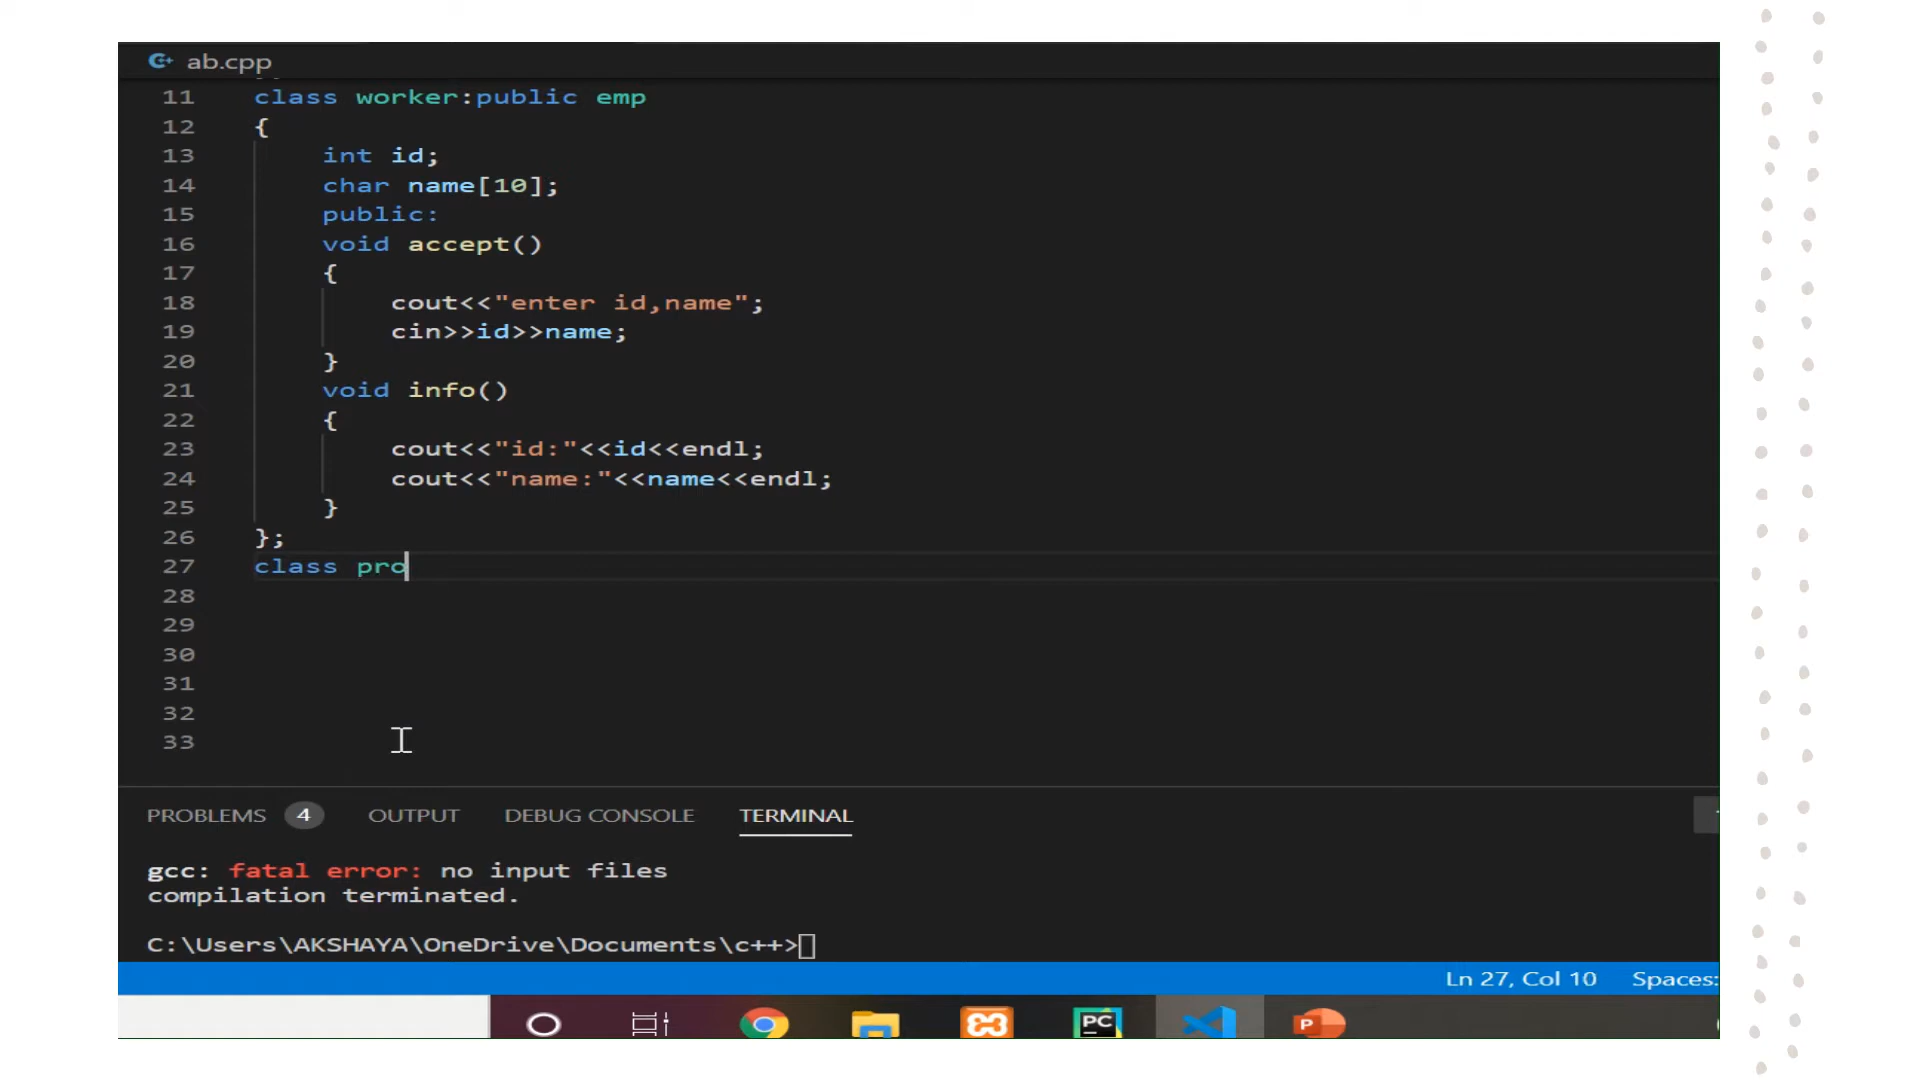 ab.cpp
11 class worker:public emp
12 {
13 int id;
14 char name[10];
15 public:
16 void accept()
17 {
18 cout<<"enter id,name";
19 cin>>id>>name;
20 }
21 void info()
22 {
23 cout<<"id:"<<id<<endl;
24 cout<<"name:"<<name<<endl;
25 }
26 };
27 class pro
28
29
30
31
32
33
PROBLEMS 4 OUTPUT DEBUG CONSOLE TERMINAL
gcc: fatal error: no input files
compilation terminated.
C:\Users\AKSHAYA\OneDrive\Documents\c++>
Ln 27, Col 10 Spaces:
PC P